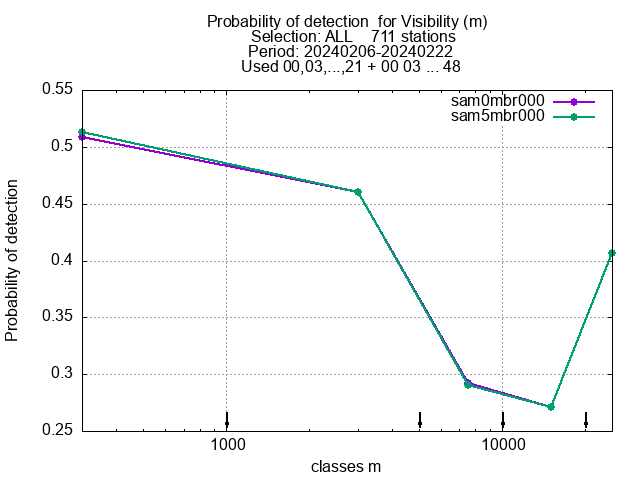 Probability of detection  for Visibility (m)
Selection: ALL    711 stations
Period: 20240206-20240222
Used 00,03,...,21 + 00 03 ... 48
sam0mbr000
sam5mbr000
0.55
0.5
0.45
0.4
0.35
0.3
0.25
Probability of detection
1000
10000
classes m